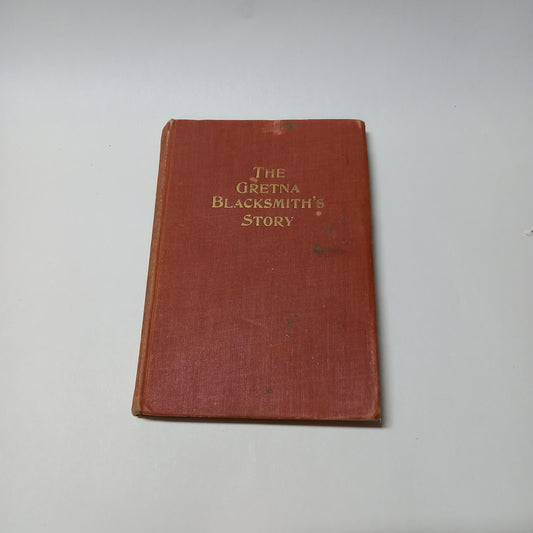 THE
GRETNA
BLACKSMITH'S
STORY